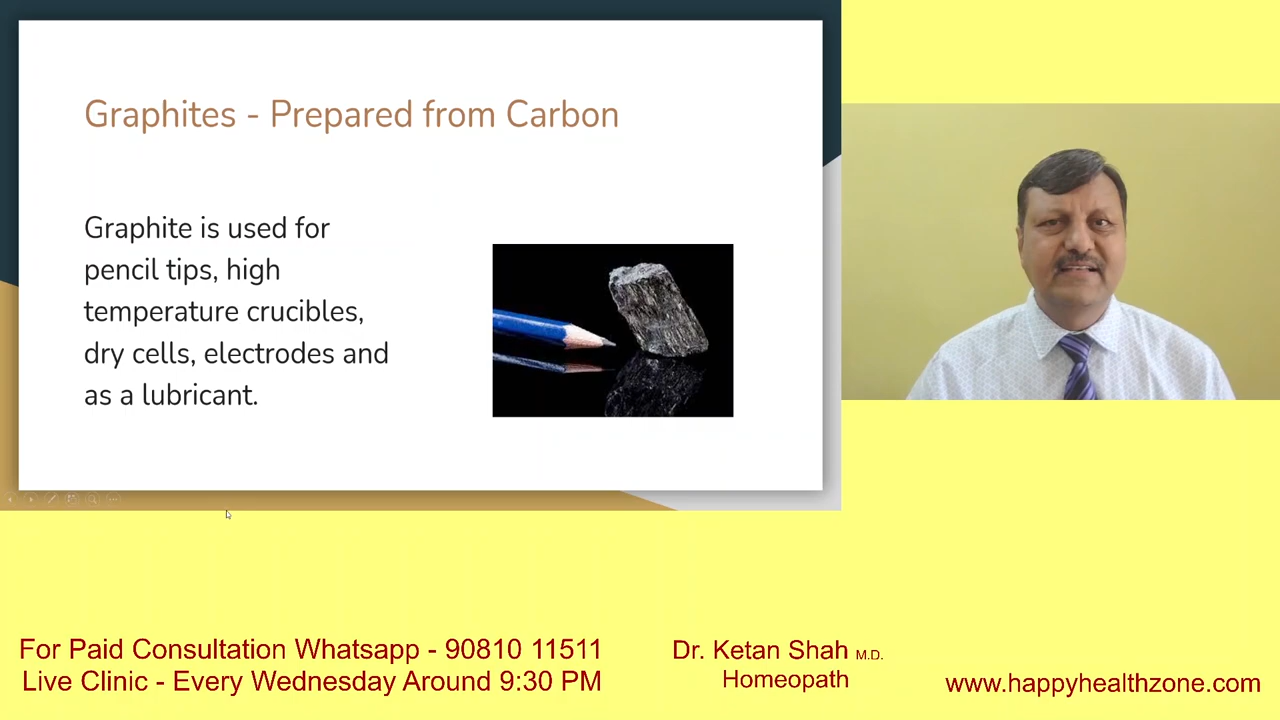 Graphites - Prepared from Carbon
Graphite is used for
pencil tips, high
temperature crucibles,
dry cells, electrodes and
as a lubricant.
For Paid Consultation Whatsapp - 90810 11511
Live Clinic - Every Wednesday Around 9:30 PM
Dr. Ketan Shah M.D.
Homeopath
www.happyhealthzone.com